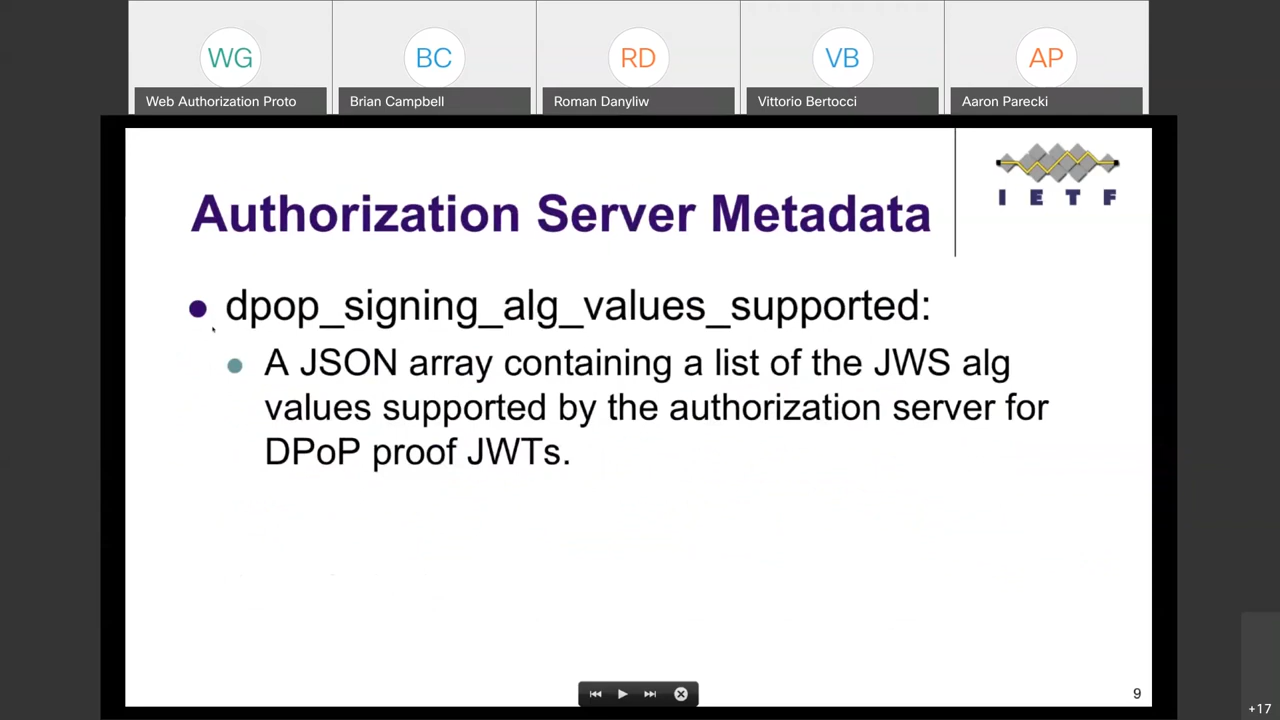 WG
BC
RD
VB
AP
Web Authorization Proto
Brian Campbell
Roman Danyliw
Vittorio Bertocci
Aaron Parecki
I E T F
Authorization Server Metadata
dpop_signing_alg_values_supported:
A JSON array containing a list of the JWS alg
values supported by the authorization server for
DPoP proof JWTs.
9
+17